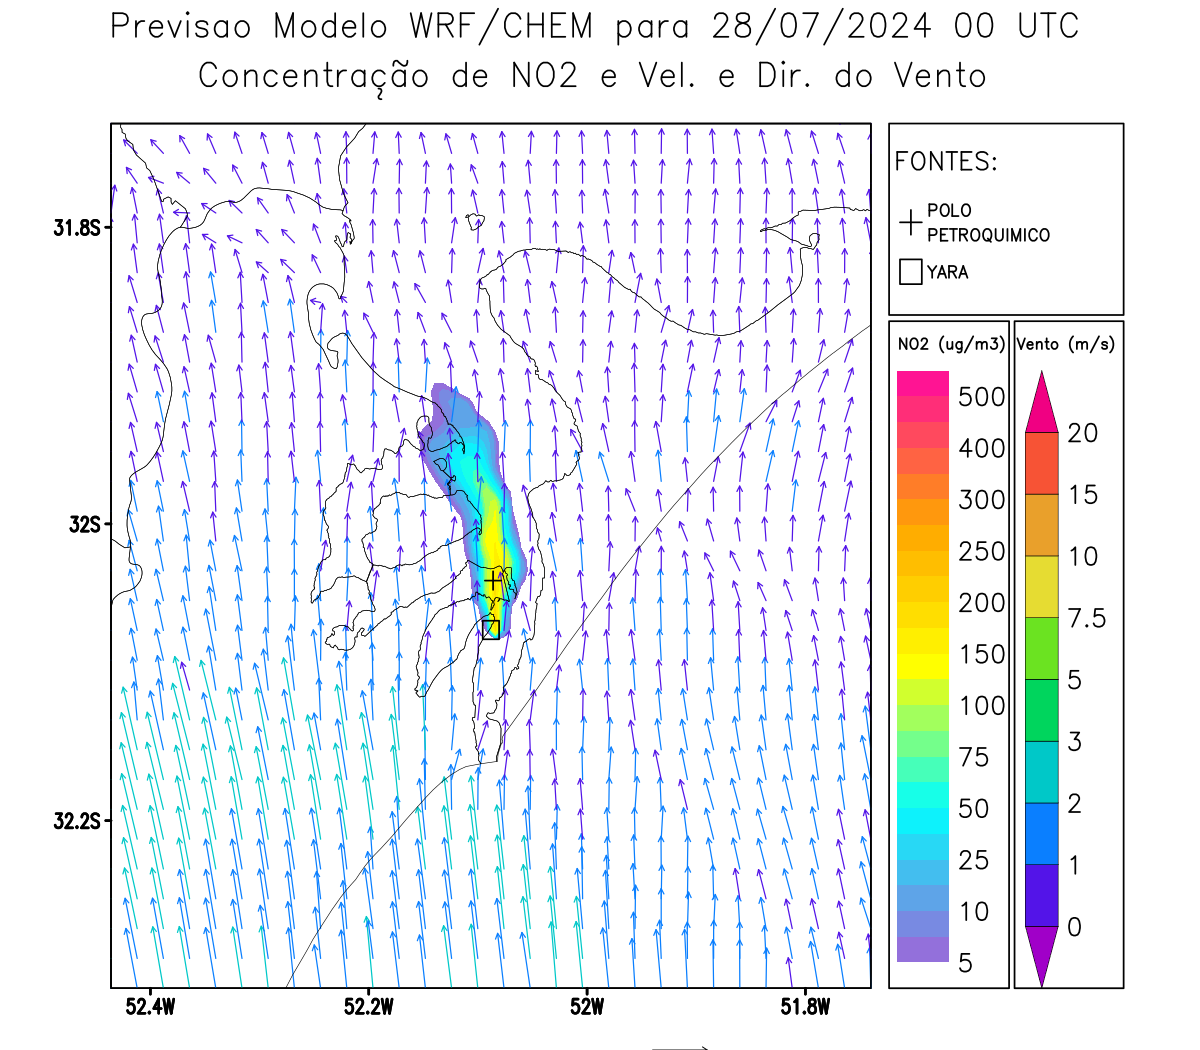 Previsao Modelo WRF/CHEM para 28/07/2024 00 UTC
Concentração de NO2 e Vel. e Dir. do Vento
FONTES:
POLO
PETROQUIMICO
YARA
31.8S
32S
32.2S
52.4W
52.2W
52W
51.8W
NO2 (ug/m3)
500
400
300
250
200
150
100
75
50
25
10
5
Vento (m/s)
20
15
10
7.5
5
3
2
1
0